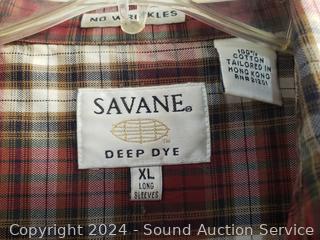 NO WRINKLES
100%
COTTON
TAILORED IN
HONG KONG
RN# 81251
SAVANE®
DEEP DYE
XL
LONG
SLEEVES
Copyright 2024 - Sound Auction Service